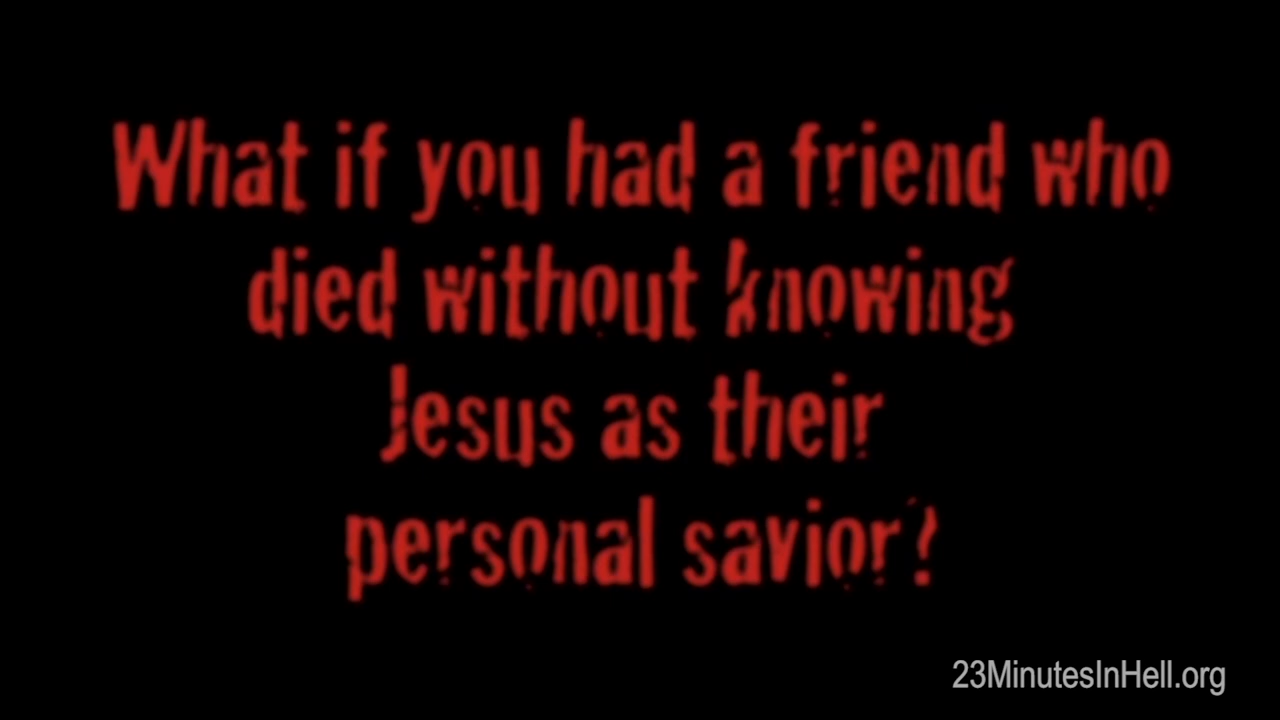 What if you had a friend who
died without knowing
Jesus as their
personal savior?
23MinutesInHell.org